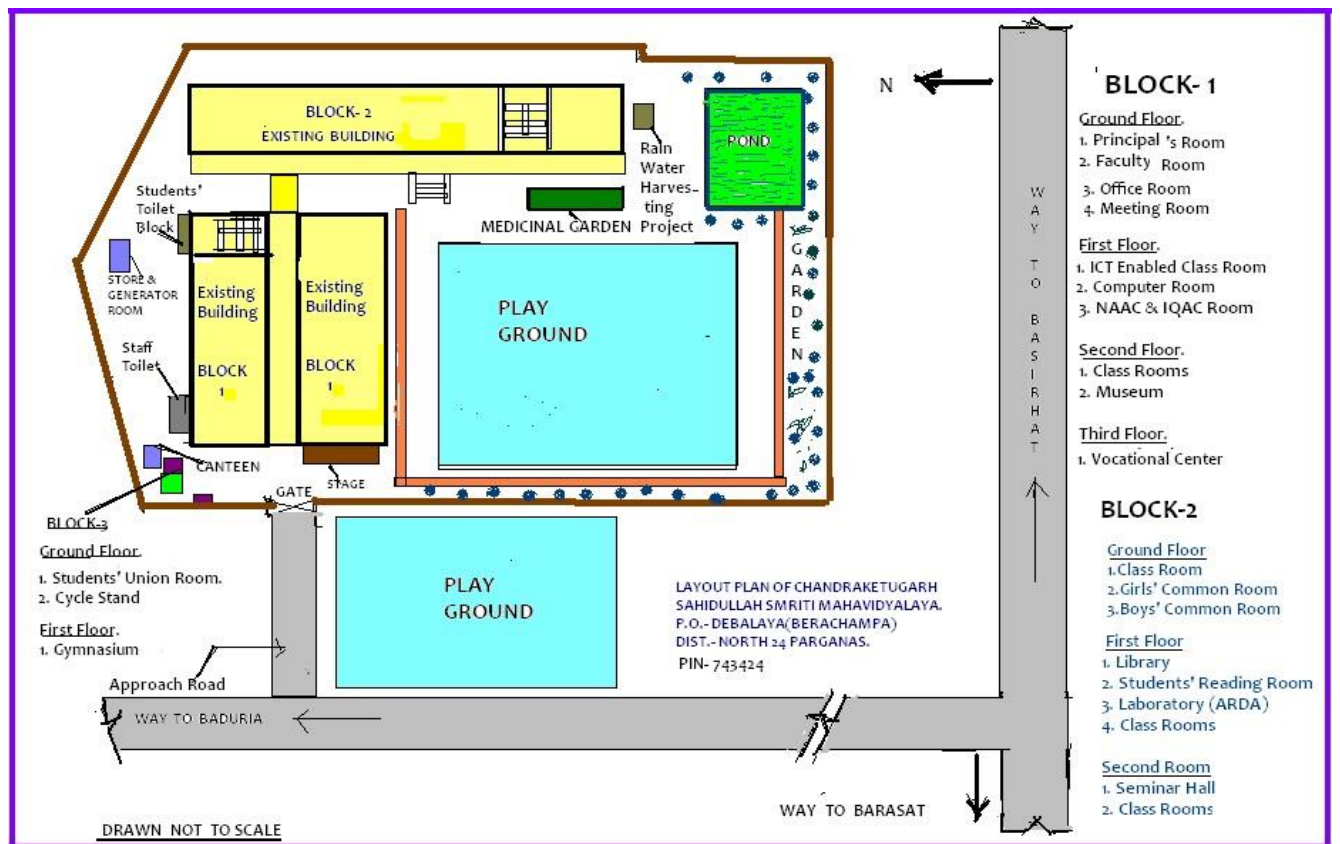 N
BLOCK- 2
EXISTING BUILDING
POND
Rain
Water
Harves-
ting
Project
Students'
Toilet
Block
MEDICINAL GARDEN
STORE &
GENERATOR
ROOM
Existing
Building
BLOCK
1
Existing
Building
BLOCK
1
PLAY
GROUND
GARDEN
Staff
Toilet
CANTEEN
STAGE
GATE
WAY TO BASIRHAT
BLOCK-3
Ground Floor.
1. Students' Union Room.
2. Cycle Stand
First Floor.
1. Gymnasium
Approach Road
PLAY
GROUND
LAYOUT PLAN OF CHANDRAKETUGARH
SAHIDULLAH SMRITI MAHAVIDYALAYA.
P.O.- DEBALAYA(BERACHAMPA)
DIST.- NORTH 24 PARGANAS.
PIN- 743424
WAY TO BADURIA
WAY TO BARASAT
DRAWN NOT TO SCALE
BLOCK- 1
Ground Floor.
1. Principal 's Room
2. Faculty Room
3. Office Room
4. Meeting Room
First Floor.
1. ICT Enabled Class Room
2. Computer Room
3. NAAC & IQAC Room
Second Floor.
1. Class Rooms
2. Museum
Third Floor.
1. Vocational Center
BLOCK-2
Ground Floor
1.Class Room
2.Girls' Common Room
3.Boys' Common Room
First Floor
1. Library
2. Students' Reading Room
3. Laboratory (ARDA)
4. Class Rooms
Second Room
1. Seminar Hall
2. Class Rooms